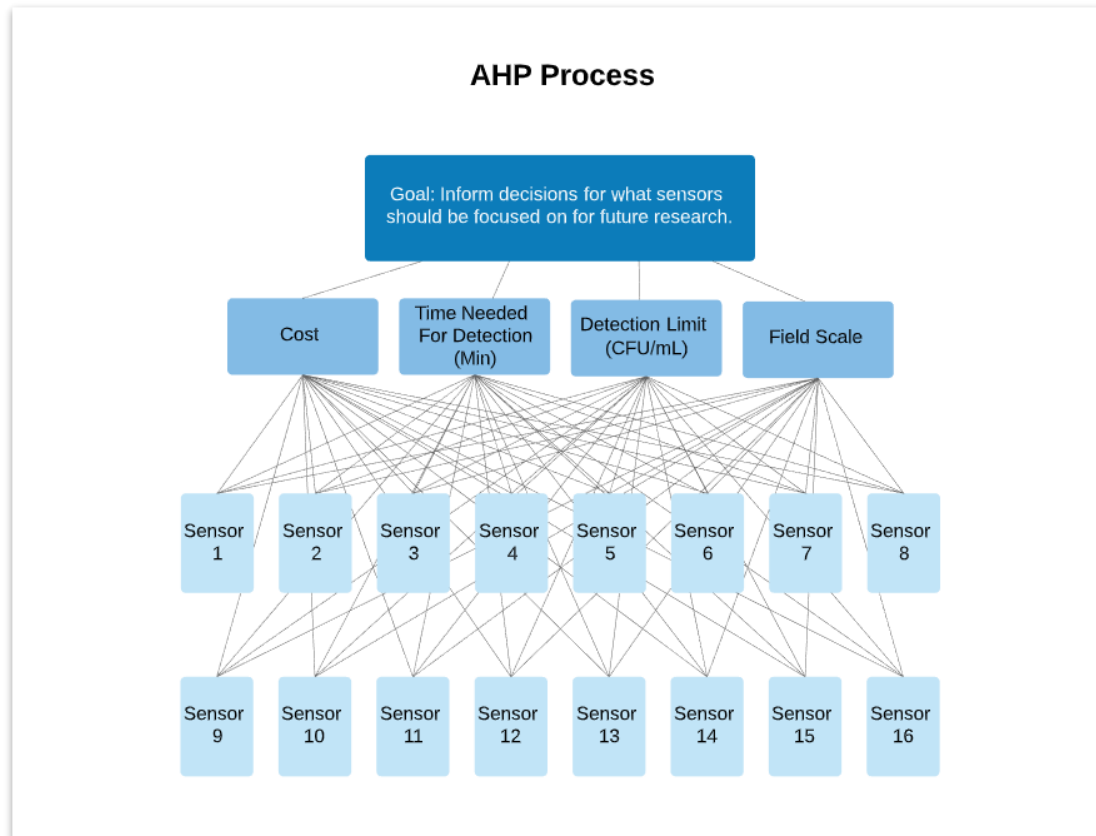 AHP Process
Goal: Inform decisions for what sensors
should be focused on for future research.
Cost
Time Needed
For Detection
(Min)
Detection Limit
(CFU/mL)
Field Scale
Sensor
1
Sensor
2
Sensor
3
Sensor
4
Sensor
5
Sensor
6
Sensor
7
Sensor
8
Sensor
9
Sensor
10
Sensor
11
Sensor
12
Sensor
13
Sensor
14
Sensor
15
Sensor
16